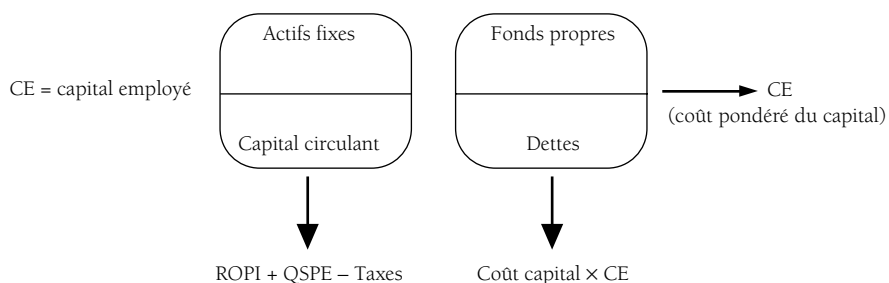 Actifs fixes
Fonds propres
CE = capital employé
CE
(coût pondéré du capital)
Capital circulant
Dettes
ROPI + QSPE – Taxes
Coût capital × CE